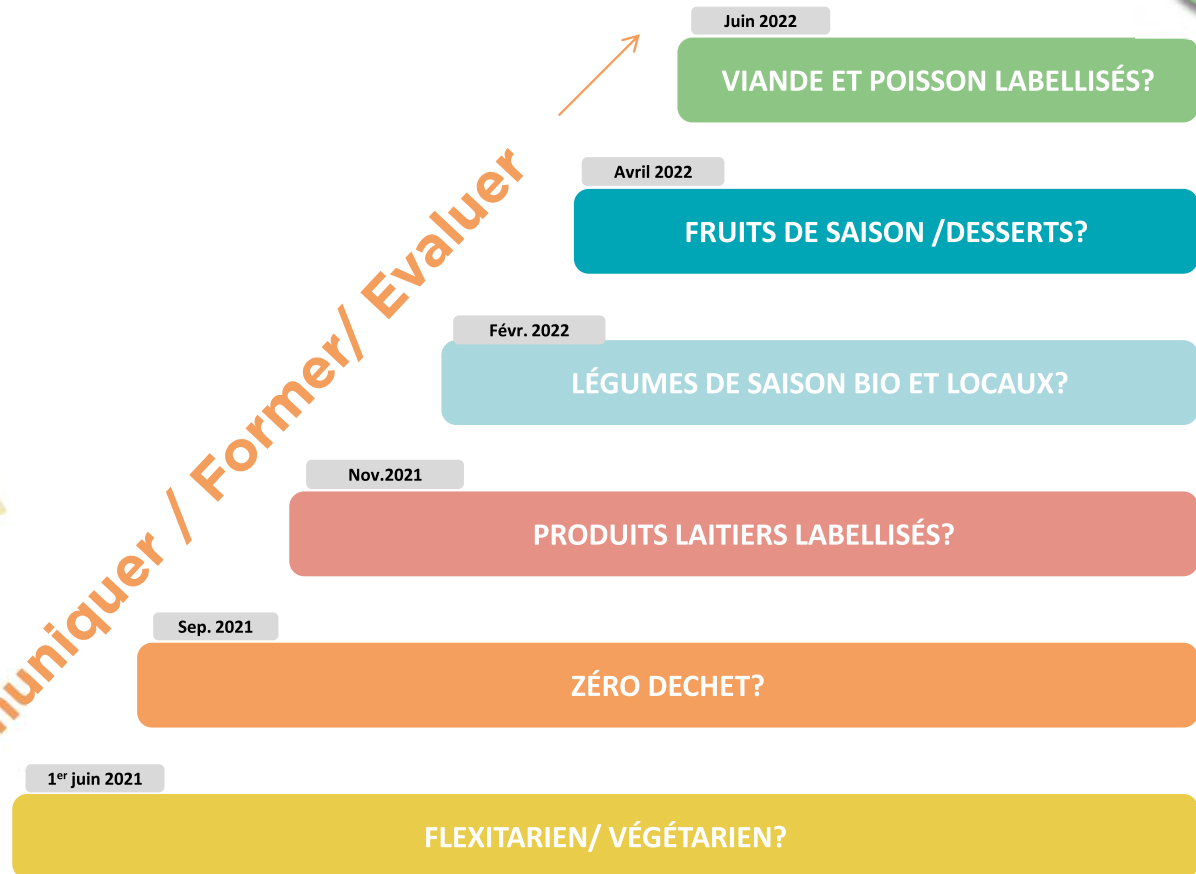 Juin 2022
VIANDE ET POISSON LABELLISÉS?
Avril 2022
FRUITS DE SAISON /DESSERTS?
Févr. 2022
LÉGUMES DE SAISON BIO ET LOCAUX?
Nov.2021
PRODUITS LAITIERS LABELLISÉS?
Sep. 2021
ZÉRO DECHET?
1er juin 2021
FLEXITARIEN/ VÉGÉTARIEN?
/ Former/ Evaluer